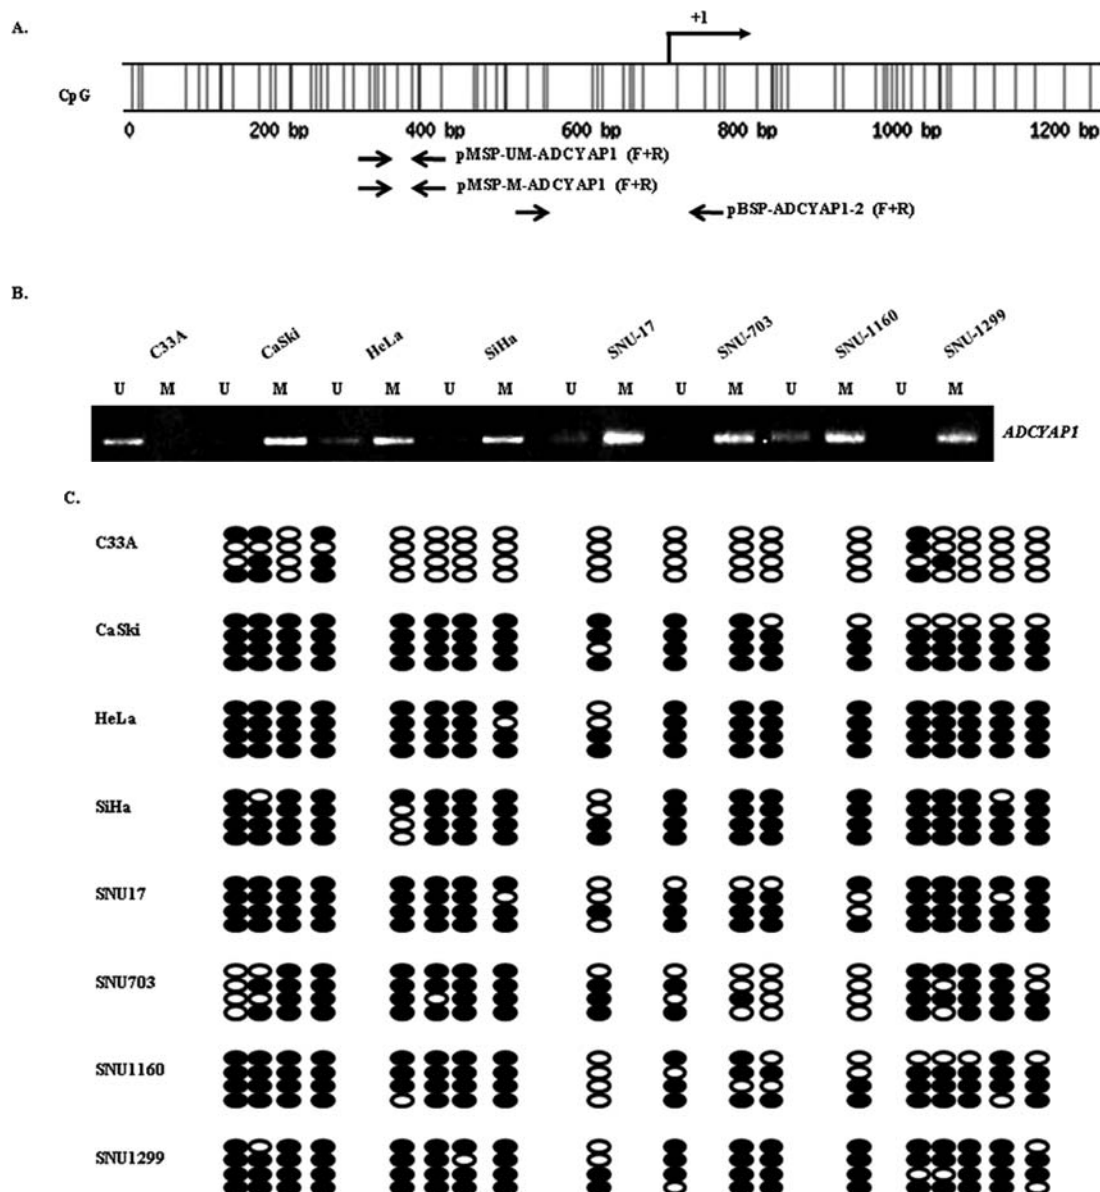 A.
+1
CpG
0 200 bp 400 bp 600 bp 800 bp 1000 bp 1200 bp
pMSP-UM-ADCYAP1 (F+R)
pMSP-M-ADCYAP1 (F+R)
pBSP-ADCYAP1-2 (F+R)
B.
C33A CaSki HeLa SiHa SNU-17 SNU-703 SNU-1160 SNU-1299
U M U M U M U M U M U M U M U M
ADCYAP1
C.
C33A
CaSki
HeLa
SiHa
SNU17
SNU703
SNU1160
SNU1299